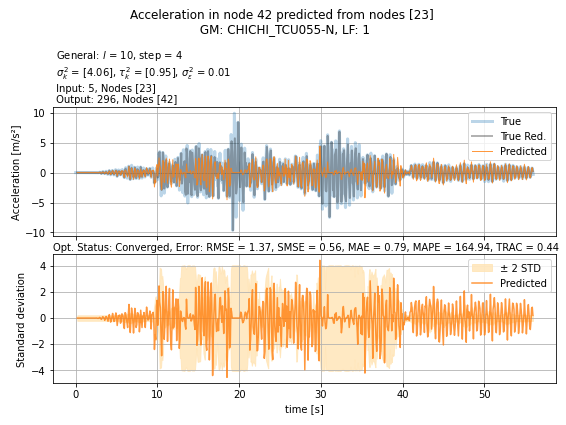 Acceleration in node 42 predicted from nodes [23]
GM: CHICHI_TCU055-N, LF: 1
General: l = 10, step = 4
σ²ₖ = [4.06], τ²ₖ = [0.95], σ²ε = 0.01
Input: 5, Nodes [23]
Output: 296, Nodes [42]
Acceleration [m/s²]
10
5
0
−5
−10
True
True Red.
Predicted
Opt. Status: Converged, Error: RMSE = 1.37, SMSE = 0.56, MAE = 0.79, MAPE = 164.94, TRAC = 0.44
Standard deviation
4
2
0
−2
−4
± 2 STD
Predicted
0 10 20 30 40 50
time [s]